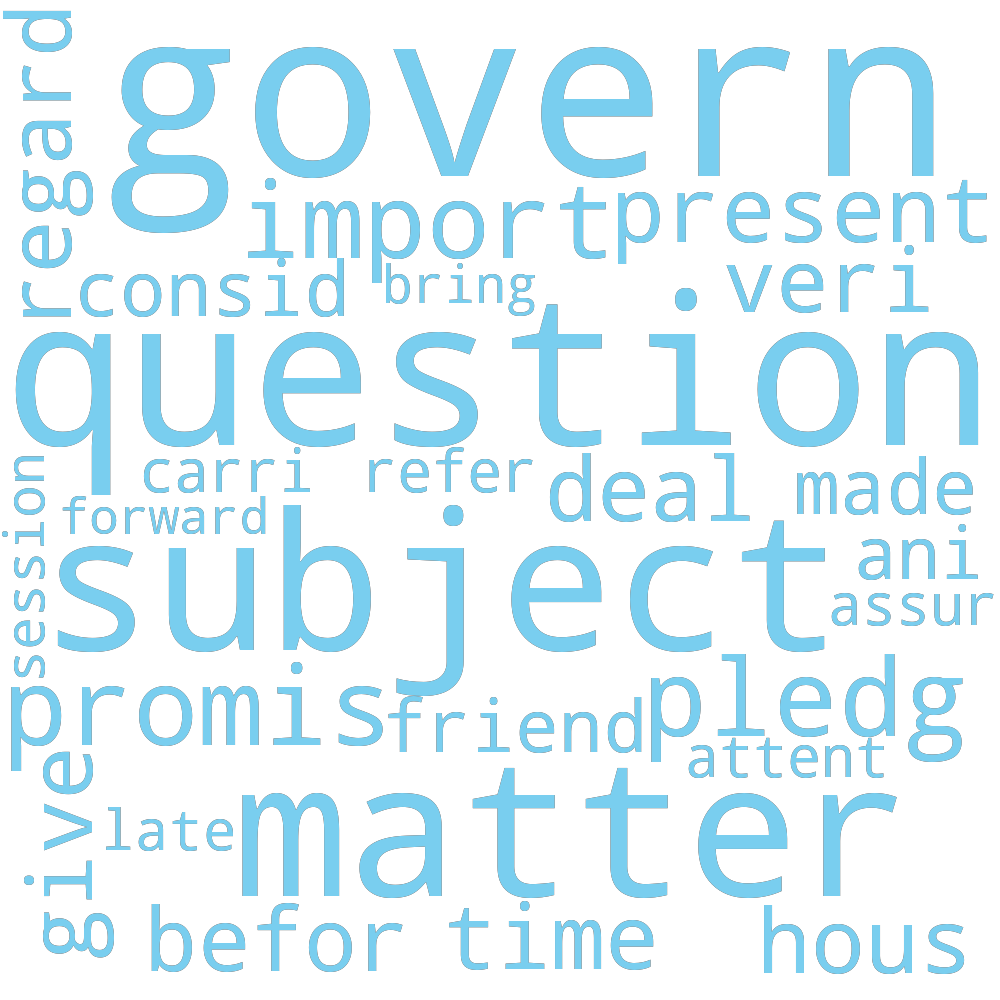 regard
govern
import
present
consid
bring
veri
question
session
carri
refer
deal
made
forward
subject
ani
assur
promis
friend
pledg
attent
give
late
matter
befor
time
hous